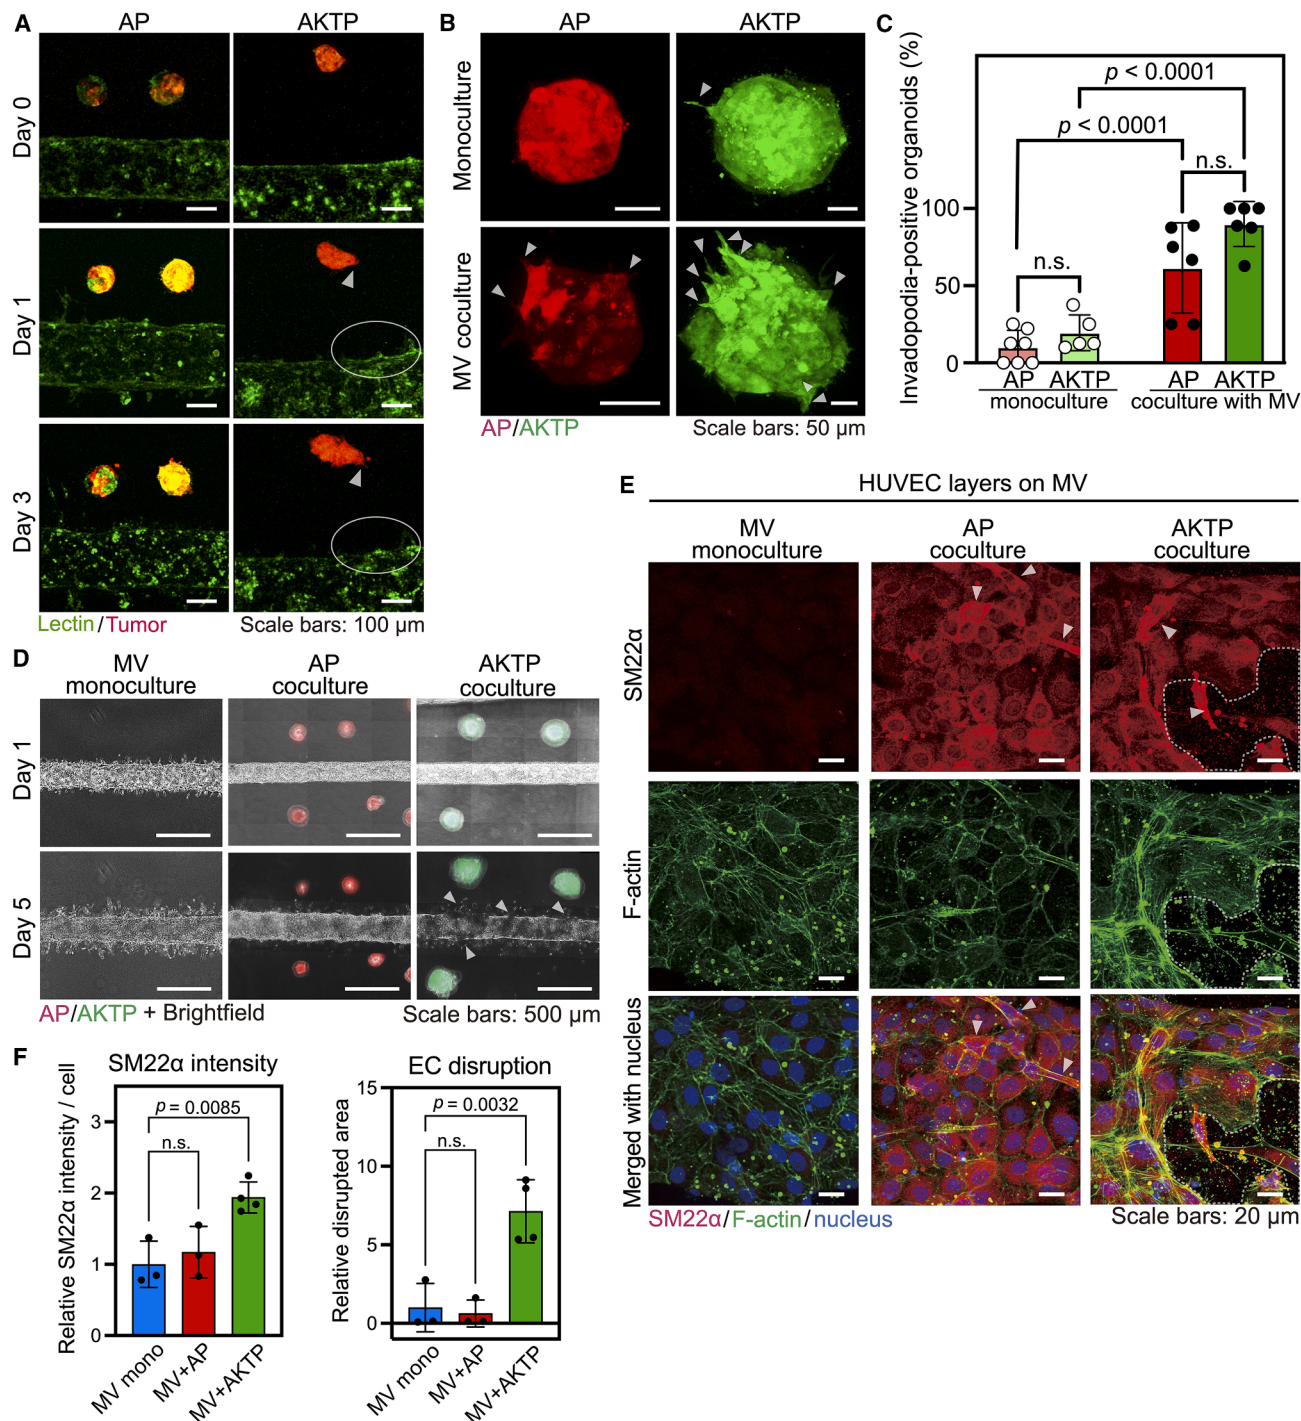 A
AP
AKTP
Day 0
Day 1
Day 3
Lectin/Tumor
Scale bars: 100 µm
B
AP
AKTP
Monoculture
MV coculture
AP/AKTP
Scale bars: 50 µm
C
Invadopodia-positive organoids (%)
p < 0.0001
p < 0.0001
n.s.
n.s.
100
50
0
AP AKTP AP AKTP
monoculture coculture with MV
D
MV
monoculture
AP
coculture
AKTP
coculture
Day 1
Day 5
AP/AKTP + Brightfield
Scale bars: 500 µm
E
HUVEC layers on MV
MV
monoculture
AP
coculture
AKTP
coculture
SM22α
F-actin
Merged with nucleus
SM22α/F-actin/nucleus
Scale bars: 20 µm
F
SM22α intensity
Relative SM22α intensity / cell
p = 0.0085
n.s.
3
2
1
0
MV mono
MV+AP
MV+AKTP
EC disruption
Relative disrupted area
p = 0.0032
n.s.
15
10
5
0
MV mono
MV+AP
MV+AKTP